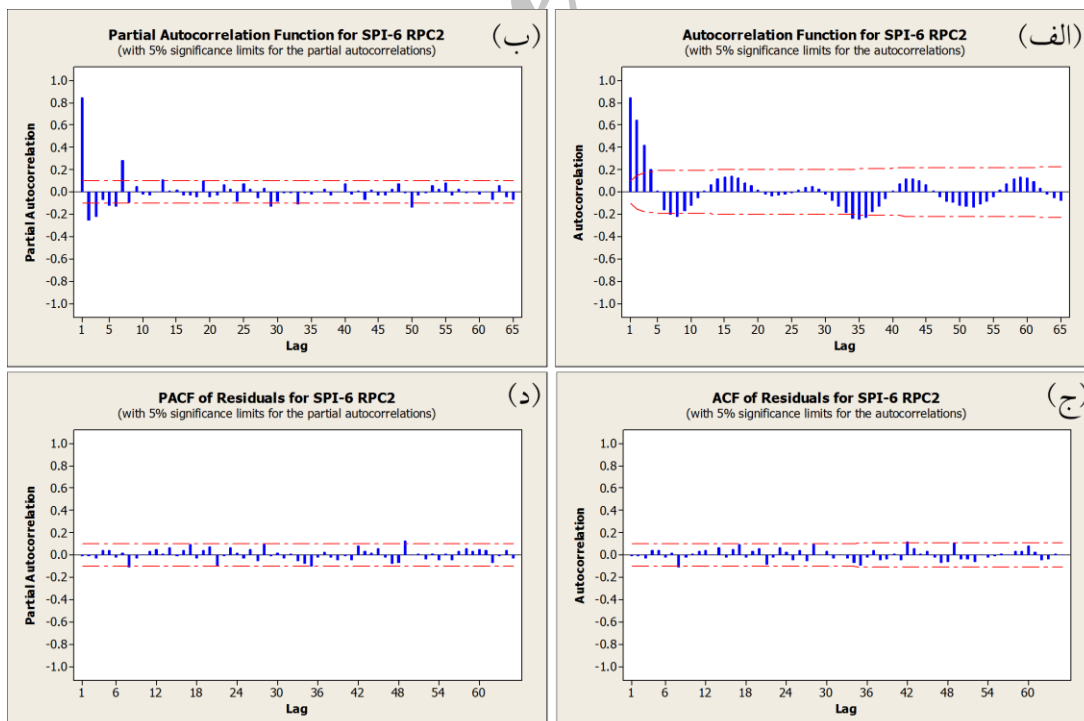 Partial Autocorrelation Function for SPI-6 RPC2
(with 5% significance limits for the partial autocorrelations)
(ب)
Partial Autocorrelation
1.0
0.8
0.6
0.4
0.2
0.0
-0.2
-0.4
-0.6
-0.8
-1.0
1 5 10 15 20 25 30 35 40 45 50 55 60 65
Lag
Autocorrelation Function for SPI-6 RPC2
(with 5% significance limits for the autocorrelations)
(الف)
Autocorrelation
1.0
0.8
0.6
0.4
0.2
0.0
-0.2
-0.4
-0.6
-0.8
-1.0
1 5 10 15 20 25 30 35 40 45 50 55 60 65
Lag
PACF of Residuals for SPI-6 RPC2
(with 5% significance limits for the partial autocorrelations)
(د)
Partial Autocorrelation
1.0
0.8
0.6
0.4
0.2
0.0
-0.2
-0.4
-0.6
-0.8
-1.0
1 6 12 18 24 30 36 42 48 54 60
Lag
ACF of Residuals for SPI-6 RPC2
(with 5% significance limits for the autocorrelations)
(ج)
Autocorrelation
1.0
0.8
0.6
0.4
0.2
0.0
-0.2
-0.4
-0.6
-0.8
-1.0
1 6 12 18 24 30 36 42 48 54 60
Lag